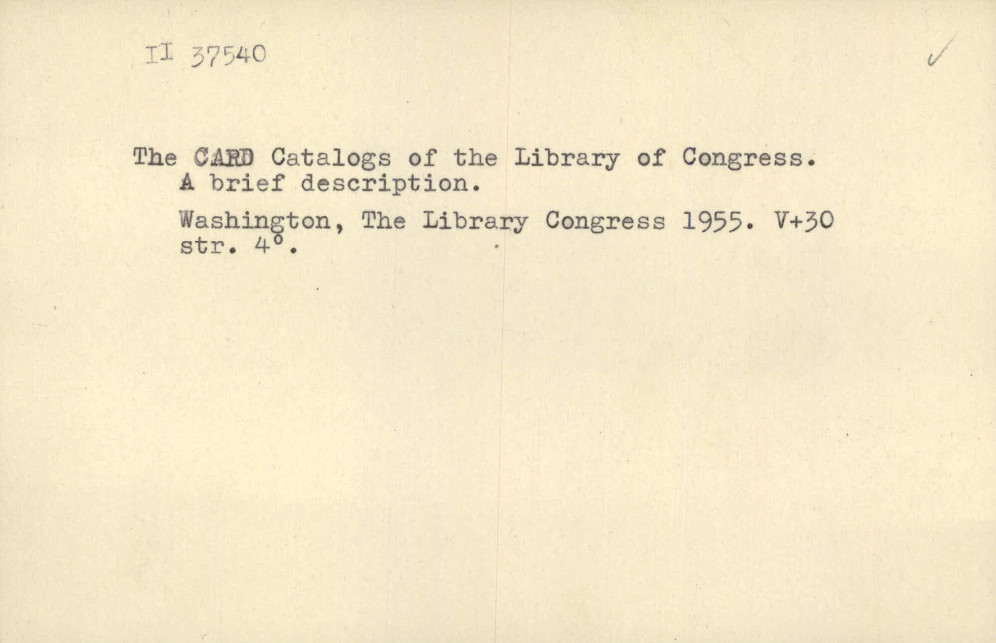 II 37540
The CARD Catalogs of the Library of Congress.
A brief description.
Washington, The Library Congress 1955. V+30
str. 4°.